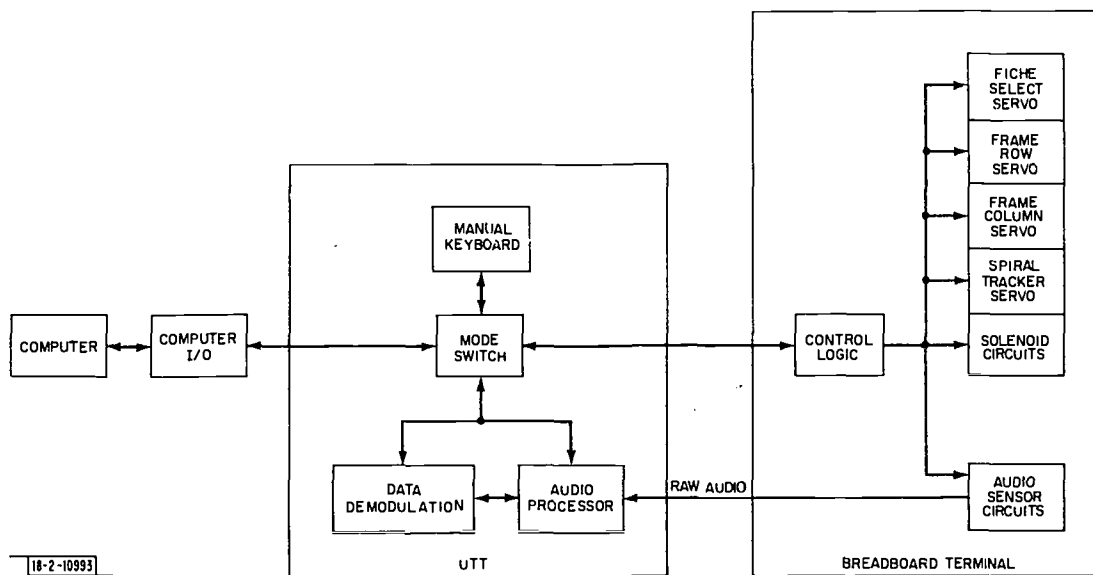 FICHE
SELECT
SERVO
FRAME
ROW
SERVO
FRAME
COLUMN
SERVO
SPIRAL
TRACKER
SERVO
SOLENOID
CIRCUITS
AUDIO
SENSOR
CIRCUITS
MANUAL
KEYBOARD
COMPUTER
COMPUTER
I/O
MODE
SWITCH
CONTROL
LOGIC
DATA
DEMODULATION
AUDIO
PROCESSOR
RAW AUDIO
18-2-10993
UTT
BREADBOARD TERMINAL